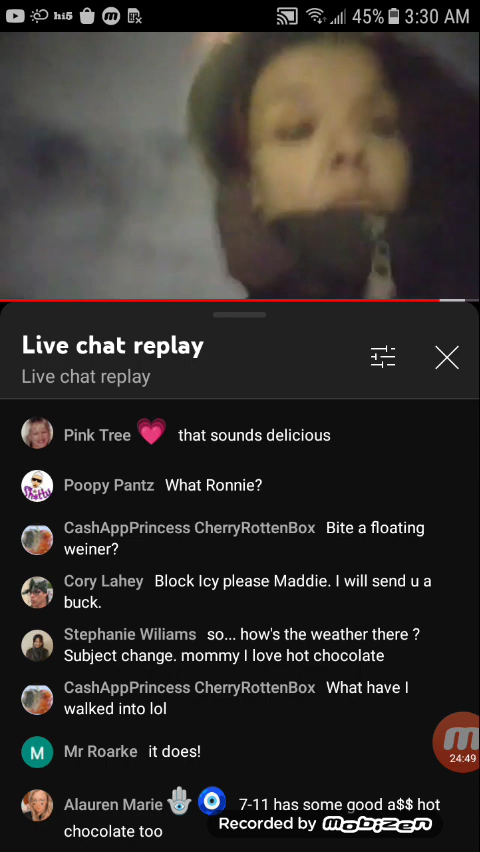 hi5 45% 3:30 AM
Live chat replay
Live chat replay
Pink Tree that sounds delicious
Poopy Pantz What Ronnie?
CashAppPrincess CherryRottenBox Bite a floating
weiner?
Cory Lahey Block Icy please Maddie. I will send u a
buck.
Stephanie Wiliams so... how's the weather there ?
Subject change. mommy I love hot chocolate
CashAppPrincess CherryRottenBox What have I
walked into lol
M Mr Roarke it does!
24:49
Alauren Marie 7-11 has some good a$$ hot
chocolate too
Recorded by mobizen